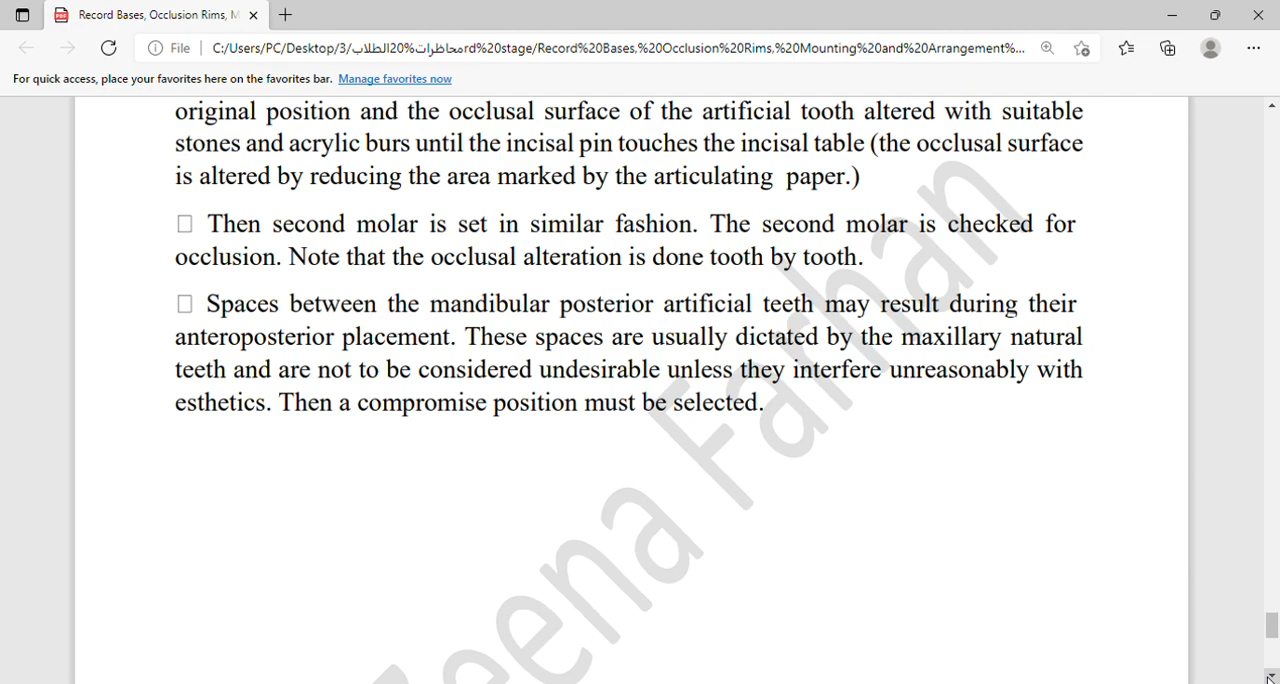 Record Bases, Occlusion Rims, M
File
C:/Users/PC/Desktop/3/محاظرات%20الطلاب/rd%20stage/Record%20Bases,%20Occlusion%20Rims,%20Mounting%20and%20Arrangement%...
For quick access, place your favorites here on the favorites bar. Manage favorites now
original position and the occlusal surface of the artificial tooth altered with suitable
stones and acrylic burs until the incisal pin touches the incisal table (the occlusal surface
is altered by reducing the area marked by the articulating paper.)
Then second molar is set in similar fashion. The second molar is checked for
occlusion. Note that the occlusal alteration is done tooth by tooth.
Spaces between the mandibular posterior artificial teeth may result during their
anteroposterior placement. These spaces are usually dictated by the maxillary natural
teeth and are not to be considered undesirable unless they interfere unreasonably with
esthetics. Then a compromise position must be selected.
Zeena Farhan